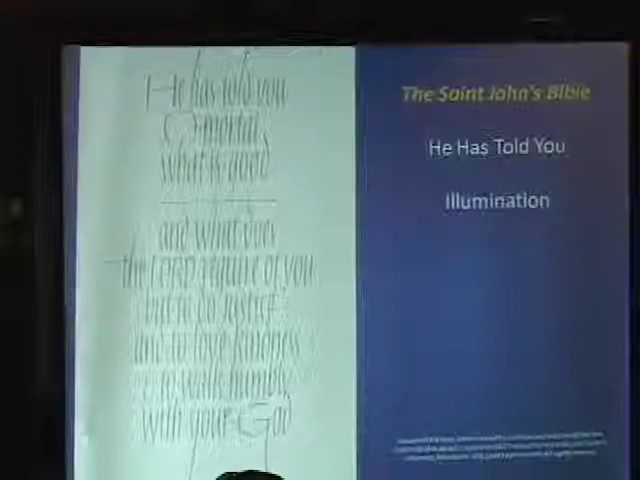 He has told you
O mortal,
what is good
and what does
the LORD require of you
but to do justice
and to love kindness
to walk humbly
with your God
The Saint John's Bible
He Has Told You
Illumination